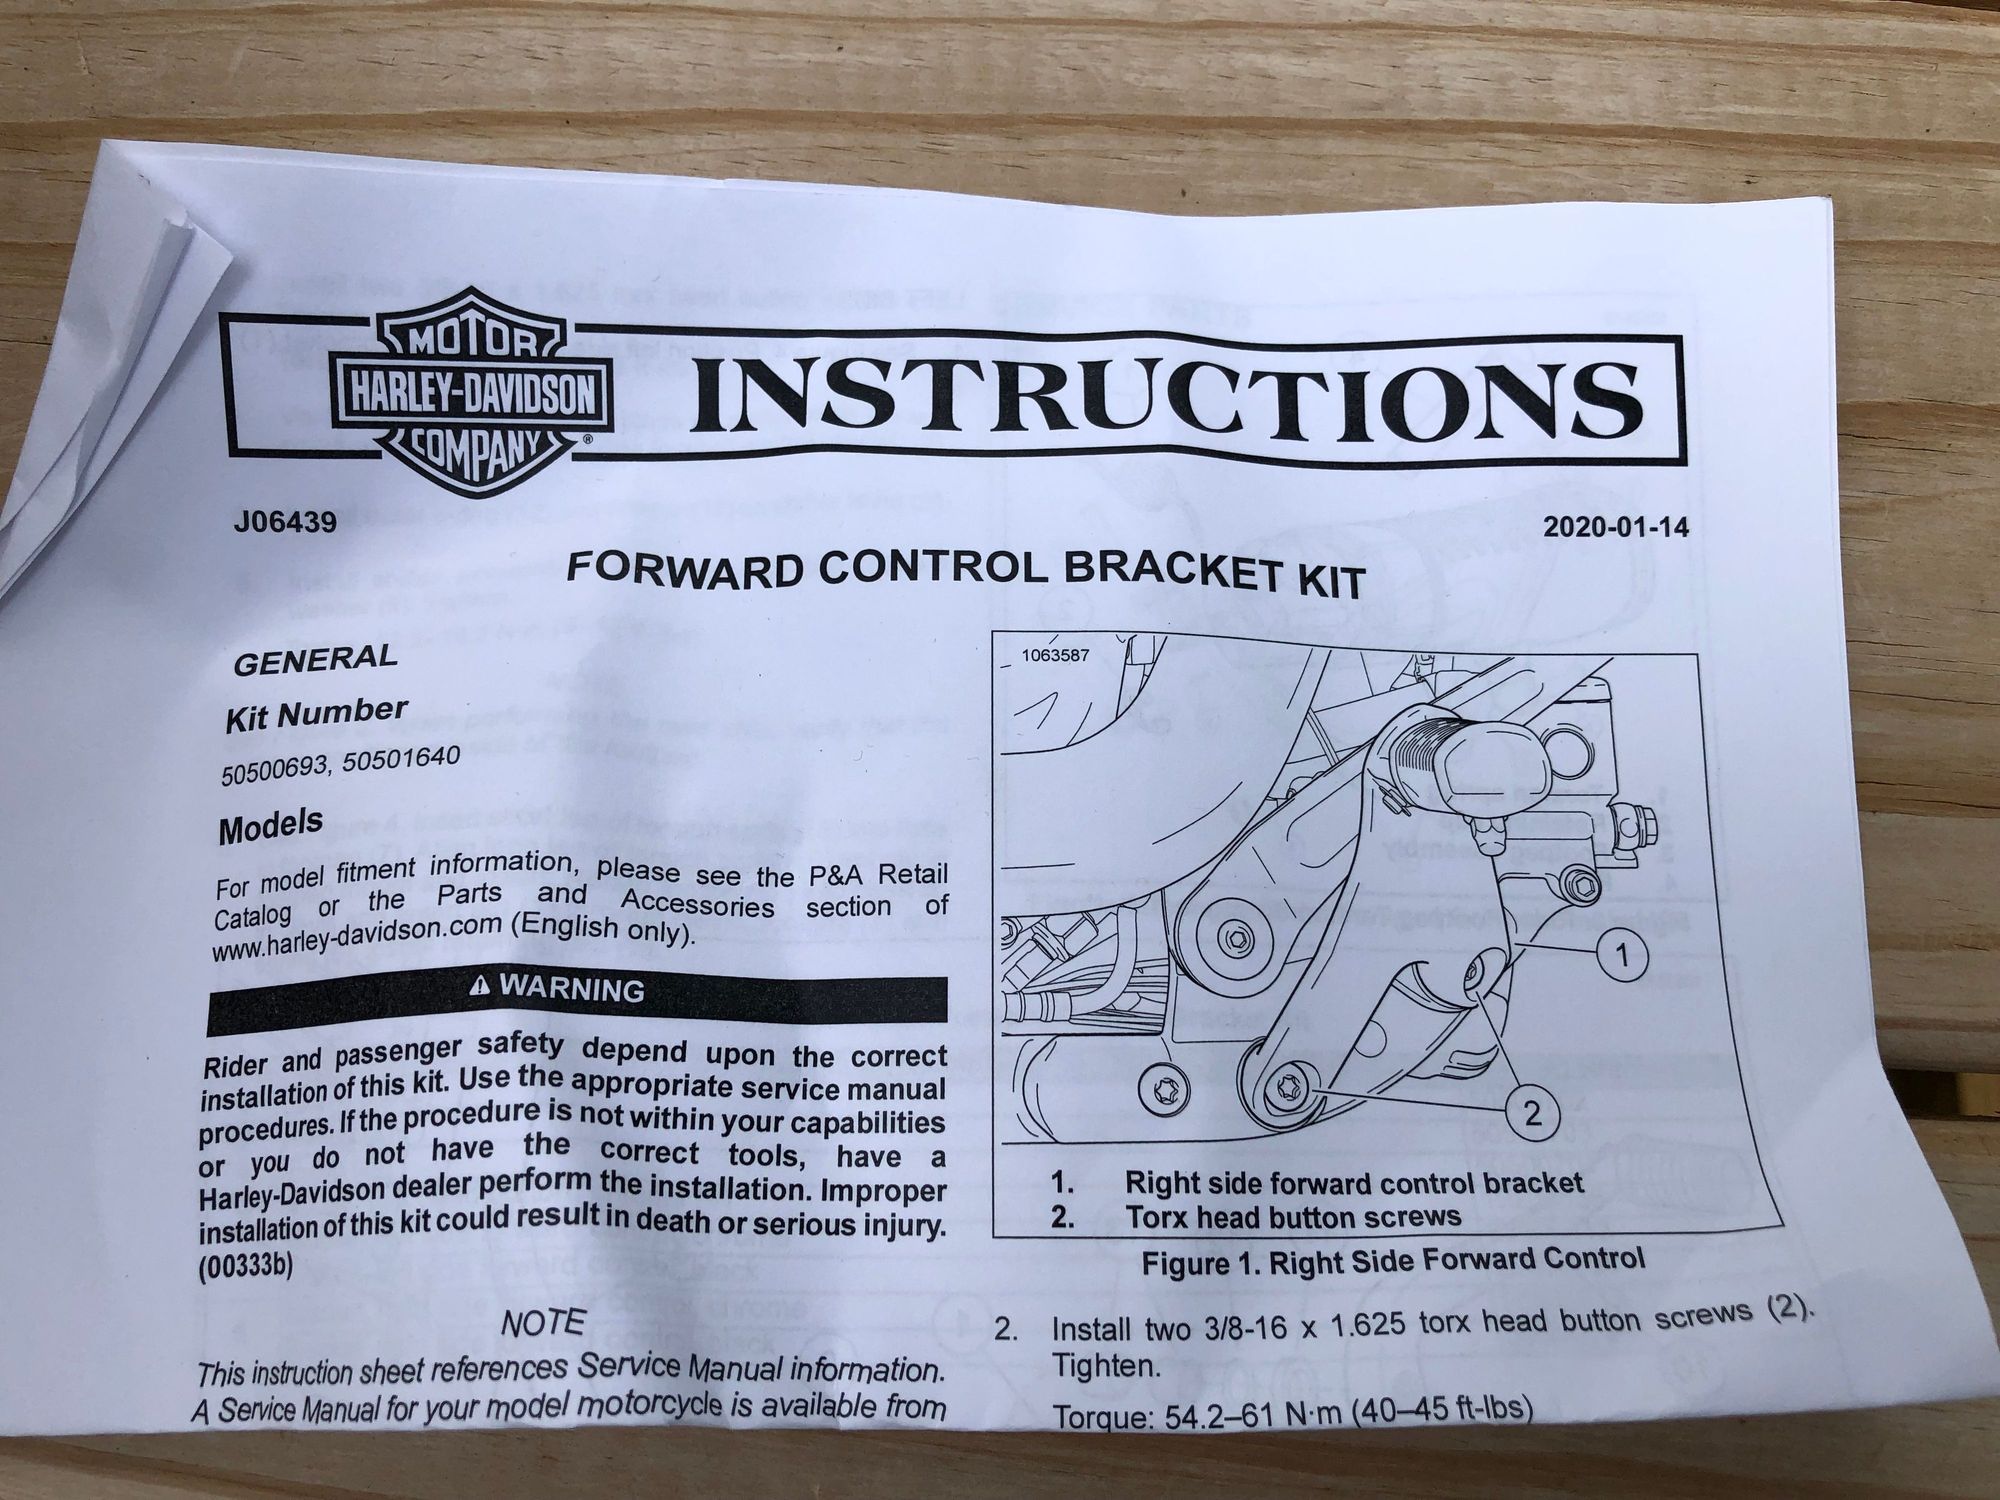 MOTOR
HARLEY-DAVIDSON
COMPANY
®
INSTRUCTIONS
J06439
2020-01-14
FORWARD CONTROL BRACKET KIT
GENERAL
Kit Number
50500693, 50501640
Models
For model fitment information, please see the P&A Retail
Catalog or the Parts and Accessories section of
www.harley-davidson.com (English only).
⚠ WARNING
Rider and passenger safety depend upon the correct
installation of this kit. Use the appropriate service manual
procedures. If the procedure is not within your capabilities
or you do not have the correct tools, have a
Harley-Davidson dealer perform the installation. Improper
installation of this kit could result in death or serious injury.
(00333b)
NOTE
This instruction sheet references Service Manual information.
A Service Manual for your model motorcycle is available from
1063587
1
2
1. Right side forward control bracket
2. Torx head button screws
Figure 1. Right Side Forward Control
2. Install two 3/8-16 x 1.625 torx head button screws (2).
Tighten.
Torque: 54.2–61 N·m (40–45 ft-lbs)